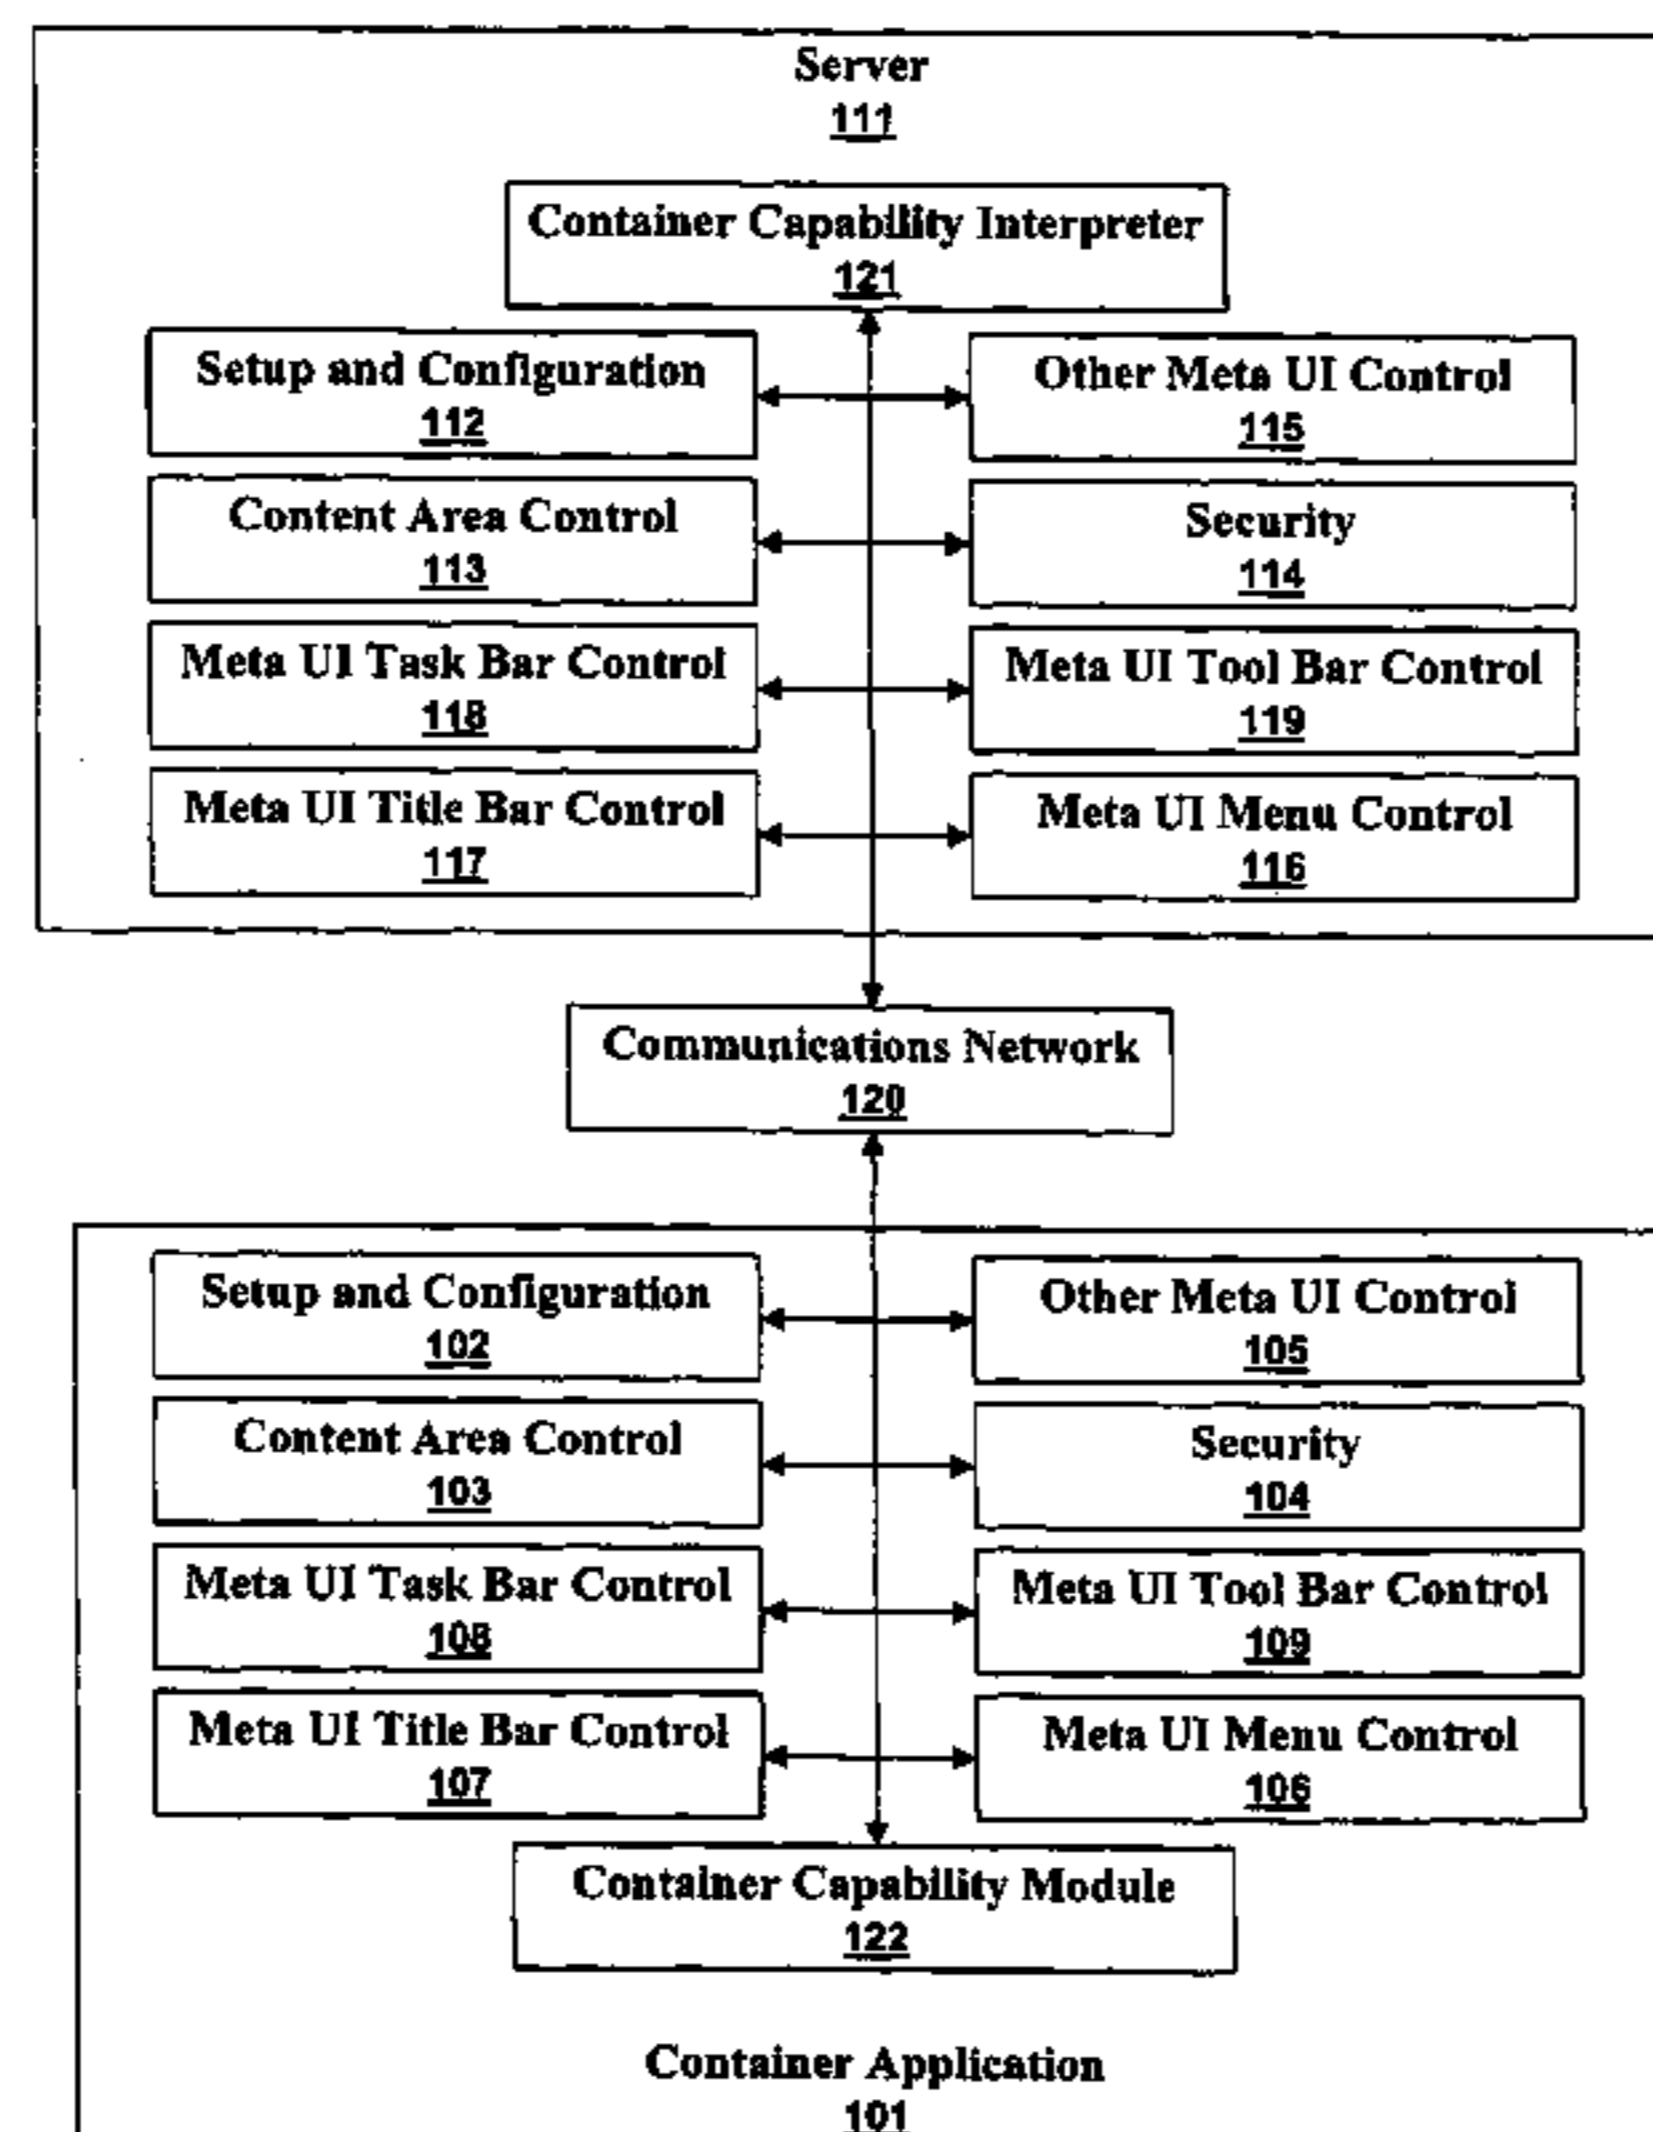 Server
111
Container Capability Interpreter
121
Setup and Configuration
112
Other Meta UI Control
115
Content Area Control
113
Security
114
Meta UI Task Bar Control
118
Meta UI Tool Bar Control
119
Meta UI Title Bar Control
117
Meta UI Menu Control
116
Communications Network
120
Setup and Configuration
102
Other Meta UI Control
105
Content Area Control
103
Security
104
Meta UI Task Bar Control
108
Meta UI Tool Bar Control
109
Meta UI Title Bar Control
107
Meta UI Menu Control
106
Container Capability Module
122
Container Application
101